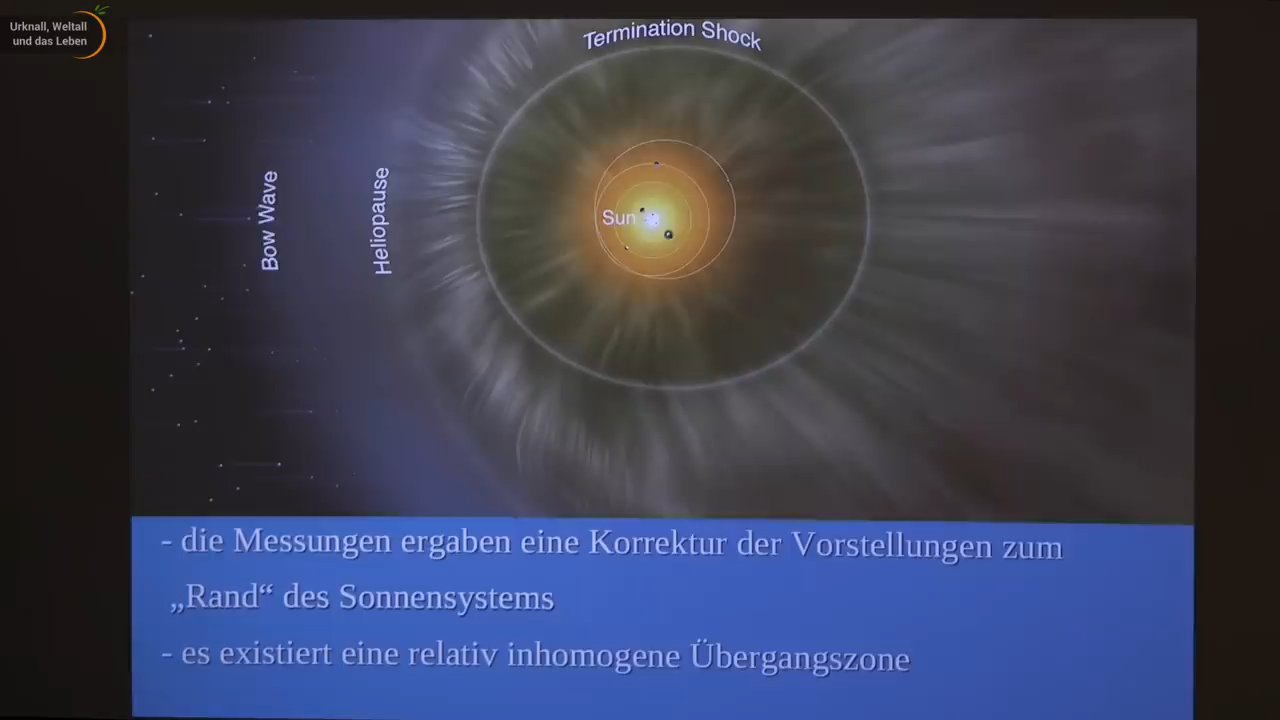 Urknall, Weltall
und das Leben
Termination Shock
Bow Wave
Heliopause
Sun
- die Messungen ergaben eine Korrektur der Vorstellungen zum
„Rand“ des Sonnensystems
- es existiert eine relativ inhomogene Übergangszone